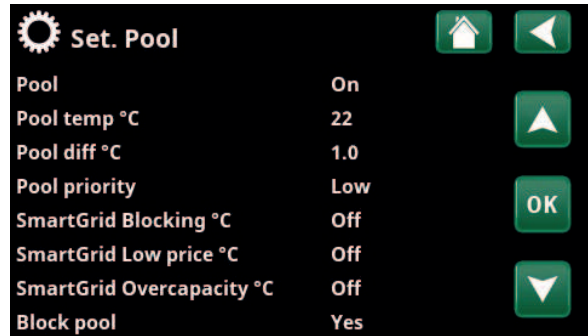 Set. Pool
Pool On
Pool temp °C 22
Pool diff °C 1.0
Pool priority Low
SmartGrid Blocking °C Off
SmartGrid Low price °C Off
SmartGrid Overcapacity °C Off
Block pool Yes
OK